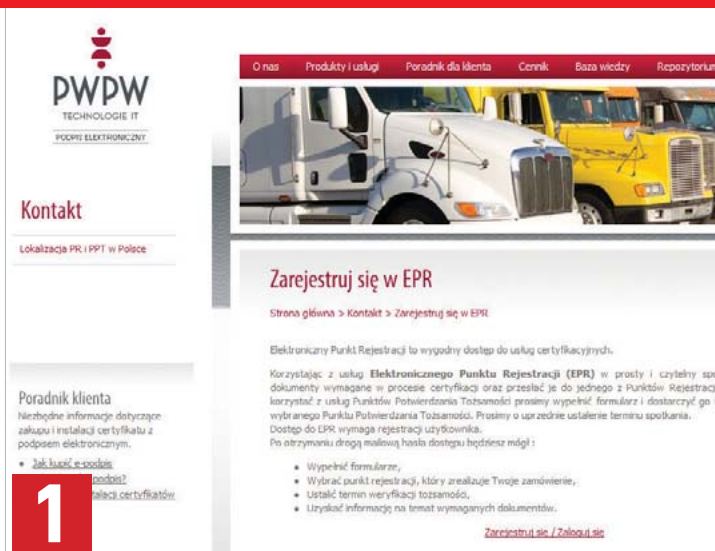 PWPW
TECHNOLOGIE IT
PODPIS ELEKTRONICZNY
O nas Produkty i usługi Poradnik dla klienta Cennik Baza wiedzy Repozytorium
Kontakt
Lokalizacja PR i PPT w Polsce
Zarejestruj się w EPR
Strona główna > Kontakt > Zarejestruj się w EPR
Elektroniczny Punkt Rejestracji to wygodny dostęp do usług certyfikacyjnych.
Korzystając z usług Elektronicznego Punktu Rejestracji (EPR) w prosty i czytelny spo
dokumenty wymagane w procesie certyfikacji oraz przesłać je do jednego z Punktów Rejestracj
korzystać z usług Punktów Potwierdzania Tożsamości prosimy wypełnić formularz i dostarczyć go
wybranego Punktu Potwierdzania Tożsamości. Prosimy o uprzednie ustalenie terminu spotkania.
Dostęp do EPR wymaga rejestracji użytkownika.
Po otrzymaniu drogą mailową hasła dostępu będziesz mógł :
• Wypełnić formularze,
• Wybrać punkt rejestracji, który zrealizuje Twoje zamówienie,
• Ustalić termin weryfikacji tożsamości,
• Uzyskać informację na temat wymaganych dokumentów.
Zarejestruj się / Zaloguj się
Poradnik klienta
Niezbędne informacje dotyczące
zakupu i instalacji certyfikatu z
podpisem elektronicznym.
• Jak kupić e-podpis
podpis?
talacji certyfikatów
1